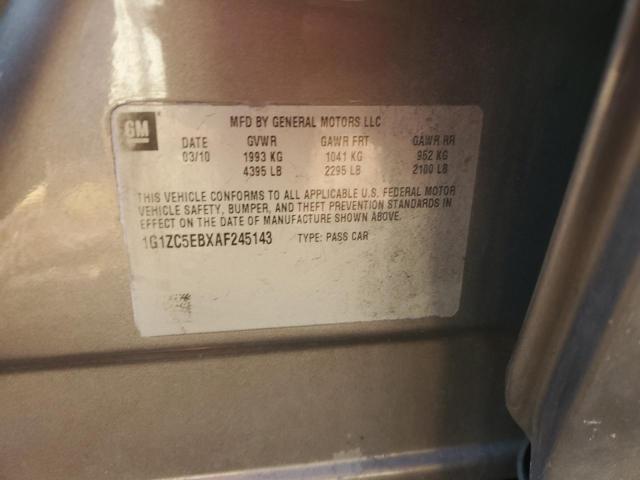 GM
MFD BY GENERAL MOTORS LLC
DATE GVWR GAWR FRT GAWR RR
03/10 1993 KG 1041 KG 952 KG
4395 LB 2295 LB 2100 LB
THIS VEHICLE CONFORMS TO ALL APPLICABLE U.S. FEDERAL MOTOR
VEHICLE SAFETY, BUMPER, AND THEFT PREVENTION STANDARDS IN
EFFECT ON THE DATE OF MANUFACTURE SHOWN ABOVE.
1G1ZC5EBXAF245143 TYPE: PASS CAR